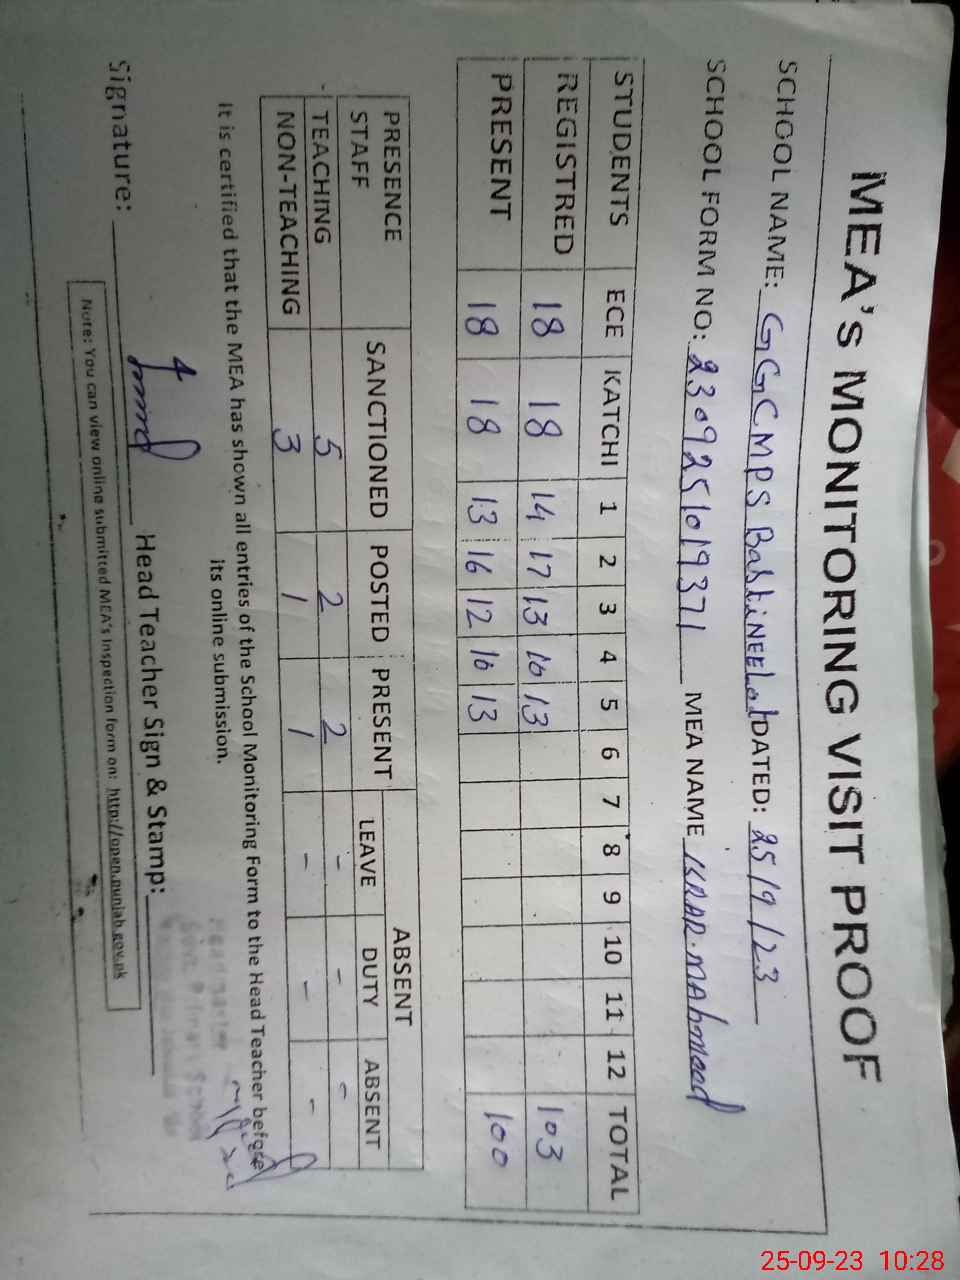 MEA's MONITORING VISIT PROOF
SCHOOL NAME: GGCMPS Basti NEELot DATED: 25/9/23
SCHOOL FORM NO: 2309251019371 MEA NAME KRAR.MAhmood
STUDENTS ECE KATCHI 1 2 3 4 5 6 7 8 9 10 11 12 TOTAL
REGISTRED 18 18 14 17 13 10 13 103
PRESENT 18 18 13 16 12 10 13 100
PRESENCE STAFF SANCTIONED POSTED PRESENT ABSENT
LEAVE DUTY ABSENT
TEACHING 5 2 2 - - -
NON-TEACHING 3 1 1 - - -
It is certified that the MEA has shown all entries of the School Monitoring Form to the Head Teacher before
its online submission.
Signature: Head Teacher Sign & Stamp:
Note: You can view online submitted MEA's Inspection form on: http://open.punjab.gov.pk
25-09-23 10:28